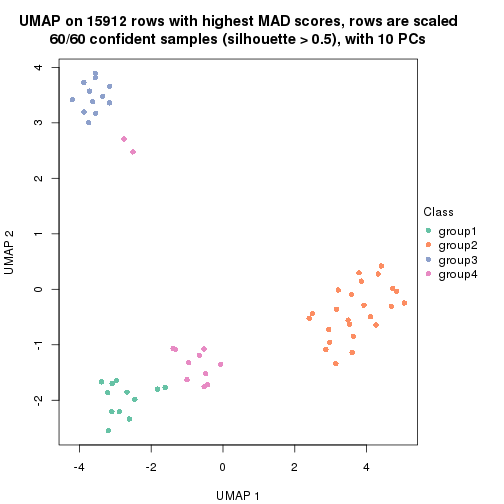 UMAP on 15912 rows with highest MAD scores, rows are scaled
60/60 confident samples (silhouette > 0.5), with 10 PCs
4
3
2
1
0
-1
-2
UMAP 2
-4
-2
0
2
4
UMAP 1
Class
group1
group2
group3
group4